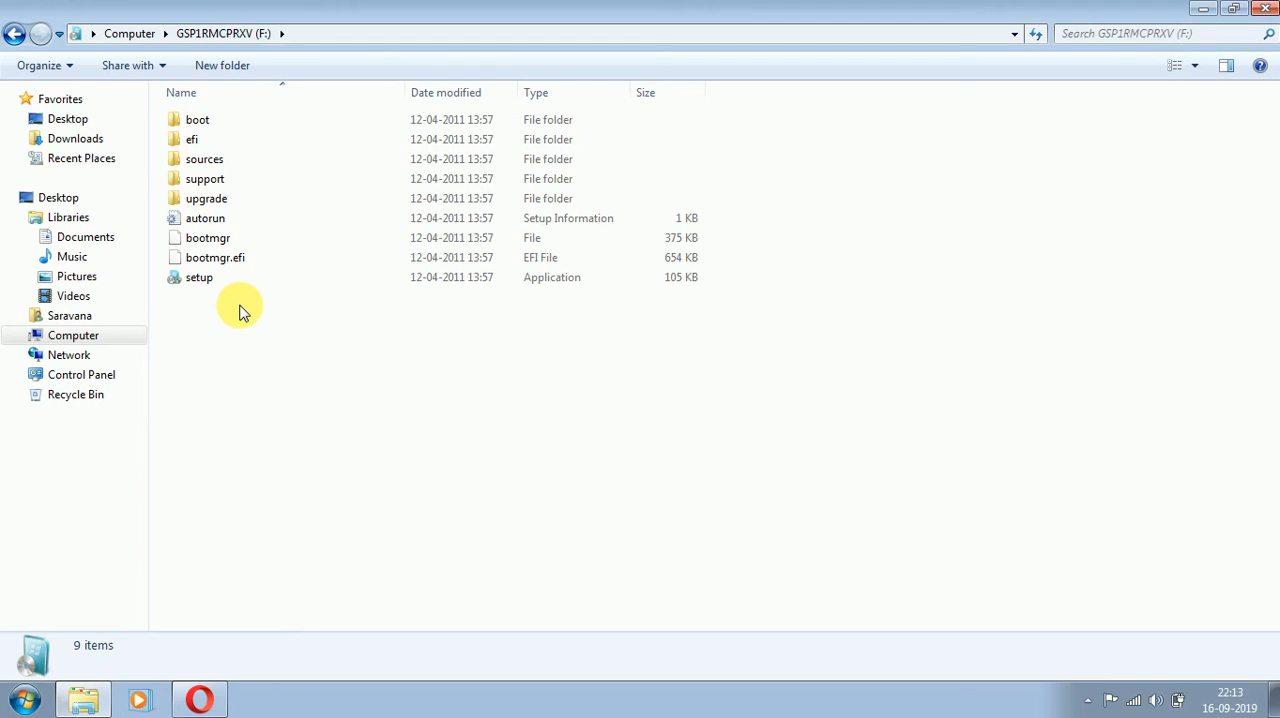 Computer GSP1RMCPRXV (F:)
Search GSP1RMCPRXV (F:)
Organize Share with New folder
Name Date modified Type Size
Favorites
Desktop
Downloads
Recent Places
Desktop
Libraries
Documents
Music
Pictures
Videos
Saravana
Computer
Network
Control Panel
Recycle Bin
boot 12-04-2011 13:57 File folder
efi 12-04-2011 13:57 File folder
sources 12-04-2011 13:57 File folder
support 12-04-2011 13:57 File folder
upgrade 12-04-2011 13:57 File folder
autorun 12-04-2011 13:57 Setup Information 1 KB
bootmgr 12-04-2011 13:57 File 375 KB
bootmgr.efi 12-04-2011 13:57 EFI File 654 KB
setup 12-04-2011 13:57 Application 105 KB
9 items
22:13
16-09-2019